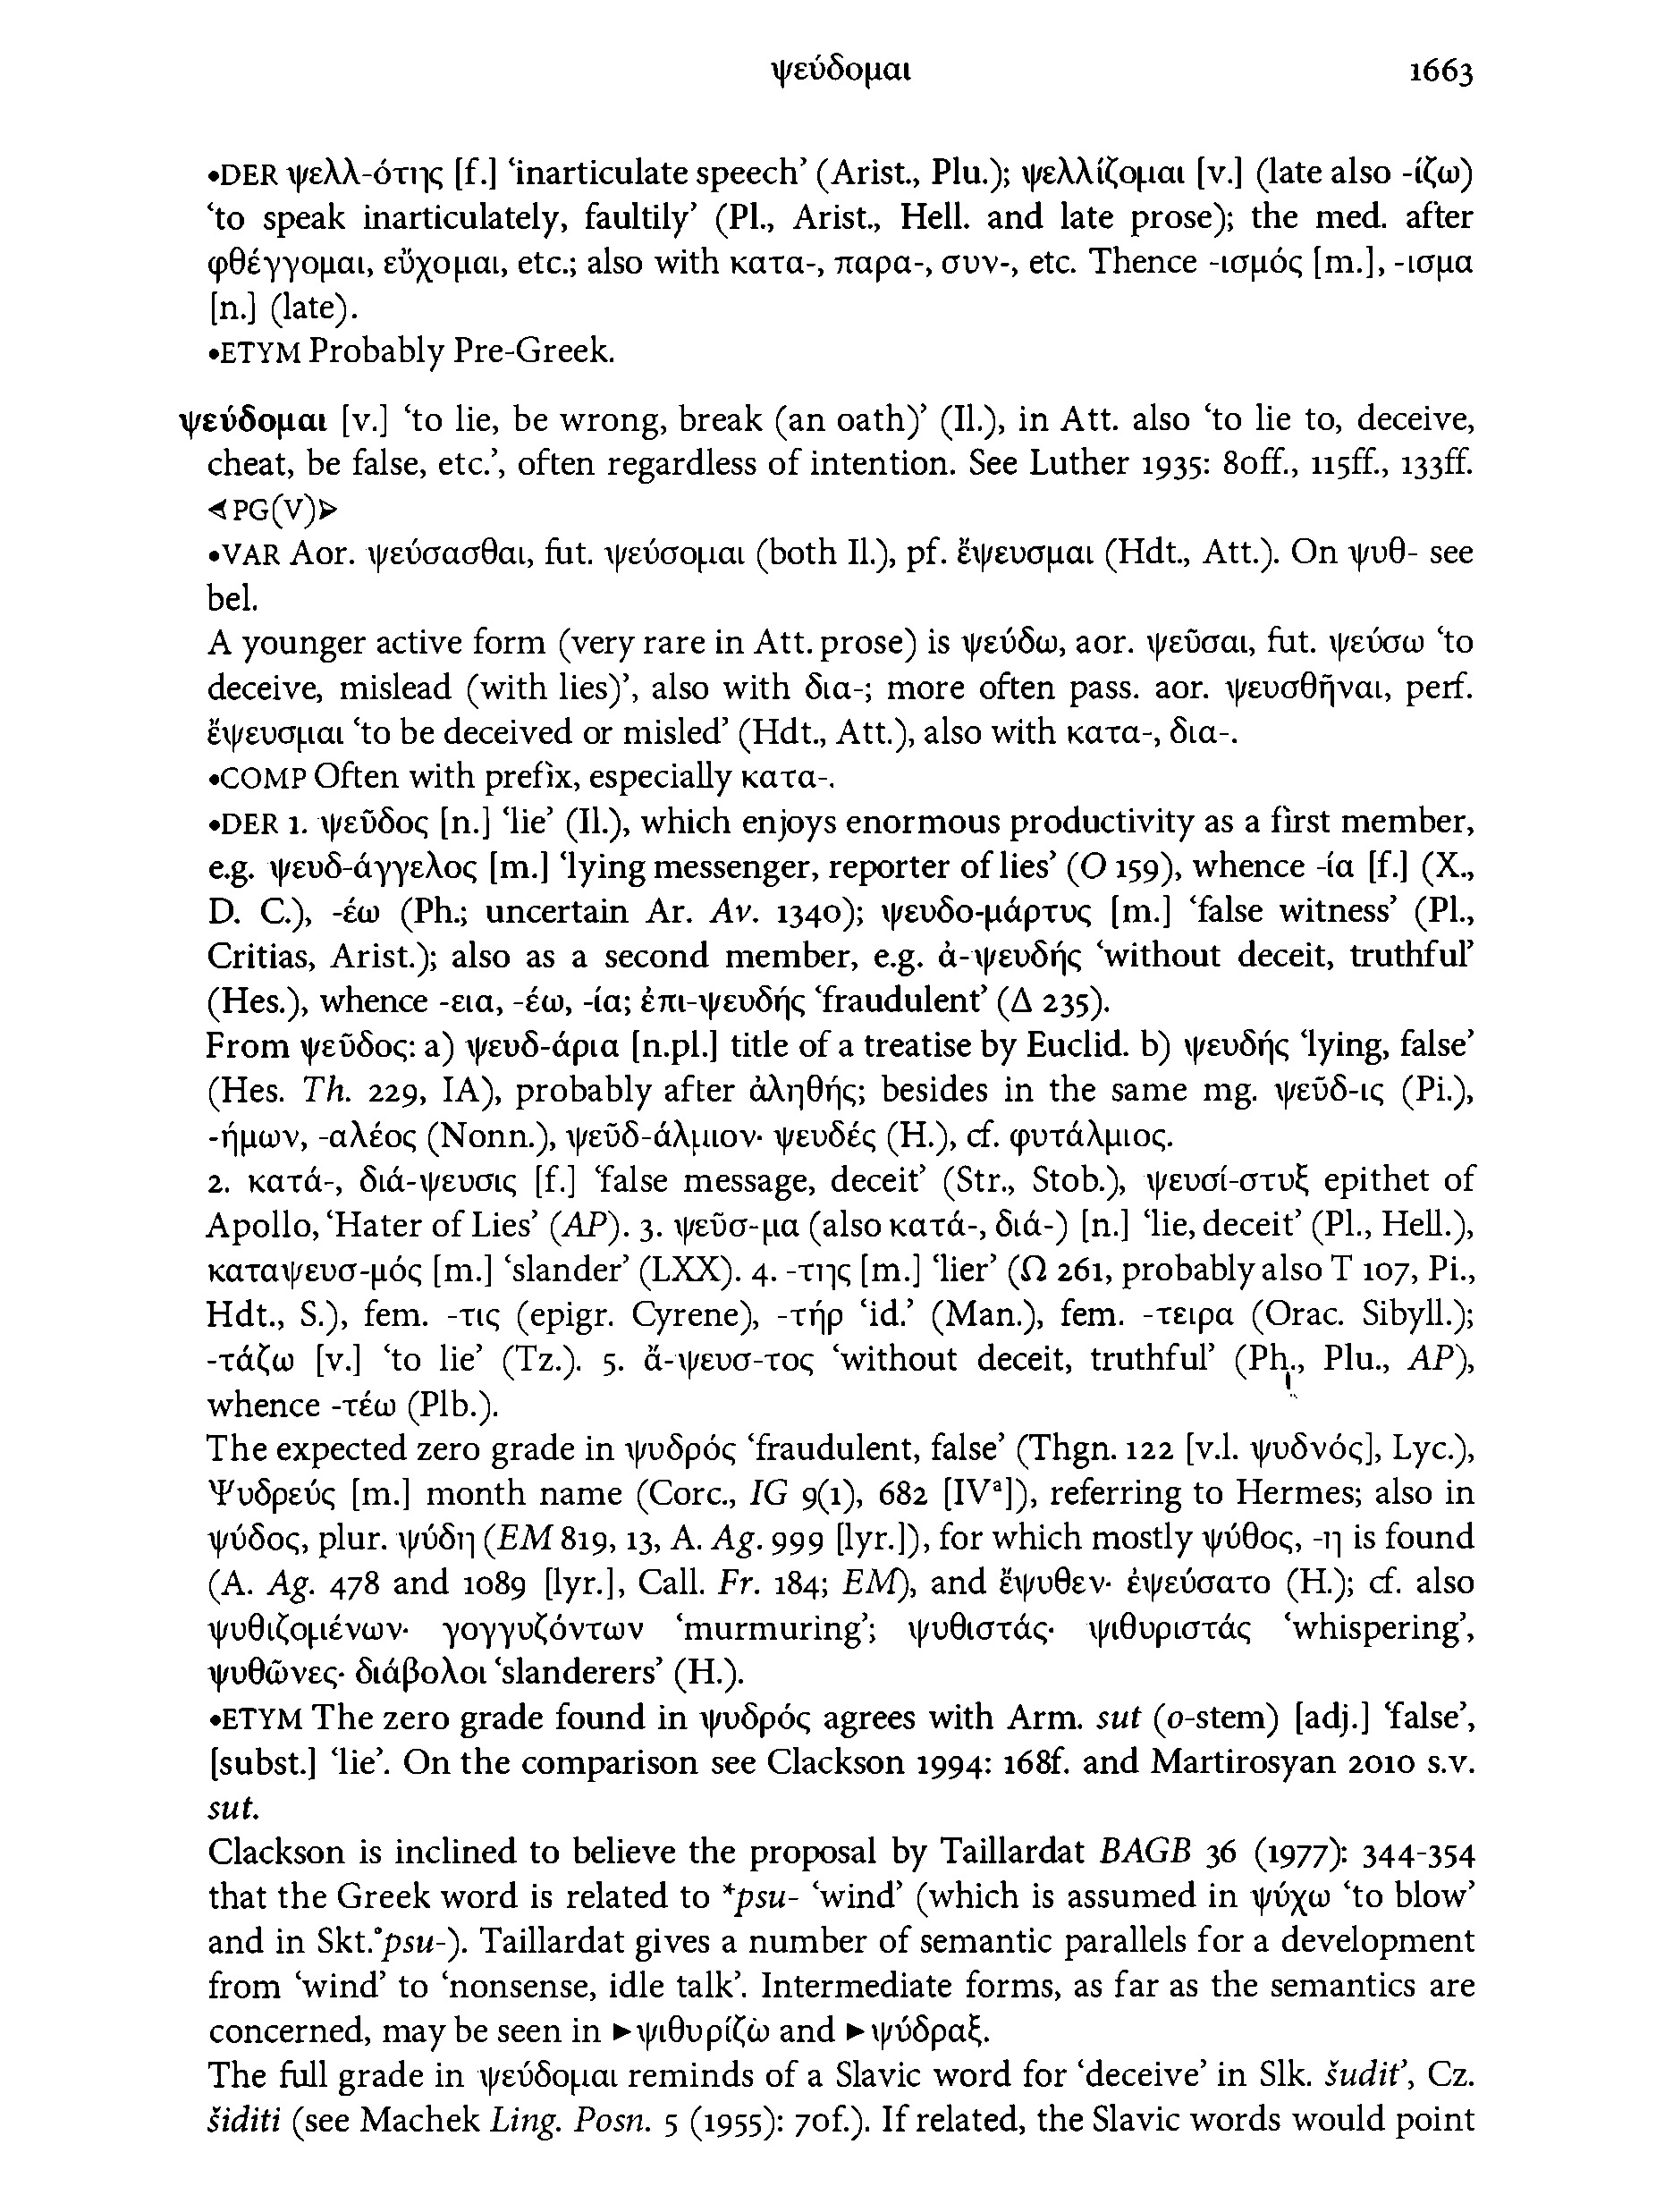 ψεύδομαι 1663
•DER ψελλ-ότης [f.] ‘inarticulate speech’ (Arist., Plu.); ψελλίζομαι [v.] (late also -ίζω)
‘to speak inarticulately, faultily’ (Pl., Arist., Hell. and late prose); the med. after
φθέγγομαι, εὔχομαι, etc.; also with κατα-, παρα-, συν-, etc. Thence -ισμός [m.], -ισμα
[n.] (late).
•ETYM Probably Pre-Greek.
ψεύδομαι [v.] ‘to lie, be wrong, break (an oath)’ (Il.), in Att. also ‘to lie to, deceive,
cheat, be false, etc.’, often regardless of intention. See Luther 1935: 80ff., 115ff., 133ff.
◁PG(V)▷
•VAR Aor. ψεύσασθαι, fut. ψεύσομαι (both Il.), pf. ἔψευσμαι (Hdt., Att.). On ψυθ- see
bel.
A younger active form (very rare in Att. prose) is ψεύδω, aor. ψεῦσαι, fut. ψεύσω ‘to
deceive, mislead (with lies)’, also with δια-; more often pass. aor. ψευσθῆναι, perf.
ἔψευσμαι ‘to be deceived or misled’ (Hdt., Att.), also with κατα-, δια-.
•COMP Often with prefix, especially κατα-.
•DER 1. ψεῦδος [n.] ‘lie’ (Il.), which enjoys enormous productivity as a first member,
e.g. ψευδ-άγγελος [m.] ‘lying messenger, reporter of lies’ (O 159), whence -ία [f.] (X.,
D. C.), -έω (Ph.; uncertain Ar. Av. 1340); ψευδο-μάρτυς [m.] ‘false witness’ (Pl.,
Critias, Arist.); also as a second member, e.g. ἀ-ψευδής ‘without deceit, truthful’
(Hes.), whence -εια, -έω, -ία; ἐπι-ψευδής ‘fraudulent’ (Δ 235).
From ψεῦδος: a) ψευδ-άρια [n.pl.] title of a treatise by Euclid. b) ψευδής ‘lying, false’
(Hes. Th. 229, IA), probably after ἀληθής; besides in the same mg. ψεῦδ-ις (Pi.),
-ήμων, -αλέος (Nonn.), ψεῦδ-άλμιον· ψευδές (H.), cf. φυτάλμιος.
2. κατά-, διά-ψευσις [f.] ‘false message, deceit’ (Str., Stob.), ψευσί-στυξ epithet of
Apollo, ‘Hater of Lies’ (AP). 3. ψεῦσ-μα (also κατά-, διά-) [n.] ‘lie, deceit’ (Pl., Hell.),
καταψευσ-μός [m.] ‘slander’ (LXX). 4. -της [m.] ‘lier’ (Ω 261, probably also T 107, Pi.,
Hdt., S.), fem. -τις (epigr. Cyrene), -τήρ ‘id.’ (Man.), fem. -τειρα (Orac. Sibyll.);
-τάζω [v.] ‘to lie’ (Tz.). 5. ἄ-ψευσ-τος ‘without deceit, truthful’ (Ph., Plu., AP),
whence -τέω (Plb.).
The expected zero grade in ψυδρός ‘fraudulent, false’ (Thgn. 122 [v.l. ψυδνός], Lyc.),
Ψυδρεύς [m.] month name (Corc., IG 9(1), 682 [IVᵃ]), referring to Hermes; also in
ψύδος, plur. ψύδη (EM 819, 13, A. Ag. 999 [lyr.]), for which mostly ψύθος, -η is found
(A. Ag. 478 and 1089 [lyr.], Call. Fr. 184; EM), and ἔψυθεν· ἐψεύσατο (H.); cf. also
ψυθιζομένων· γογγυζόντων ‘murmuring’; ψυθιστάς· ψιθυριστάς ‘whispering’,
ψυθῶνες· διάβολοι ‘slanderers’ (H.).
•ETYM The zero grade found in ψυδρός agrees with Arm. sut (o-stem) [adj.] ‘false’,
[subst.] ‘lie’. On the comparison see Clackson 1994: 168f. and Martirosyan 2010 s.v.
sut.
Clackson is inclined to believe the proposal by Taillardat BAGB 36 (1977): 344-354
that the Greek word is related to *psu- ‘wind’ (which is assumed in ψύχω ‘to blow’
and in Skt.°psu-). Taillardat gives a number of semantic parallels for a development
from ‘wind’ to ‘nonsense, idle talk’. Intermediate forms, as far as the semantics are
concerned, may be seen in ►ψιθυρίζω and ►ψύδραξ.
The full grade in ψεύδομαι reminds of a Slavic word for ‘deceive’ in Slk. šudit’, Cz.
šiditi (see Machek Ling. Posn. 5 (1955): 70f.). If related, the Slavic words would point